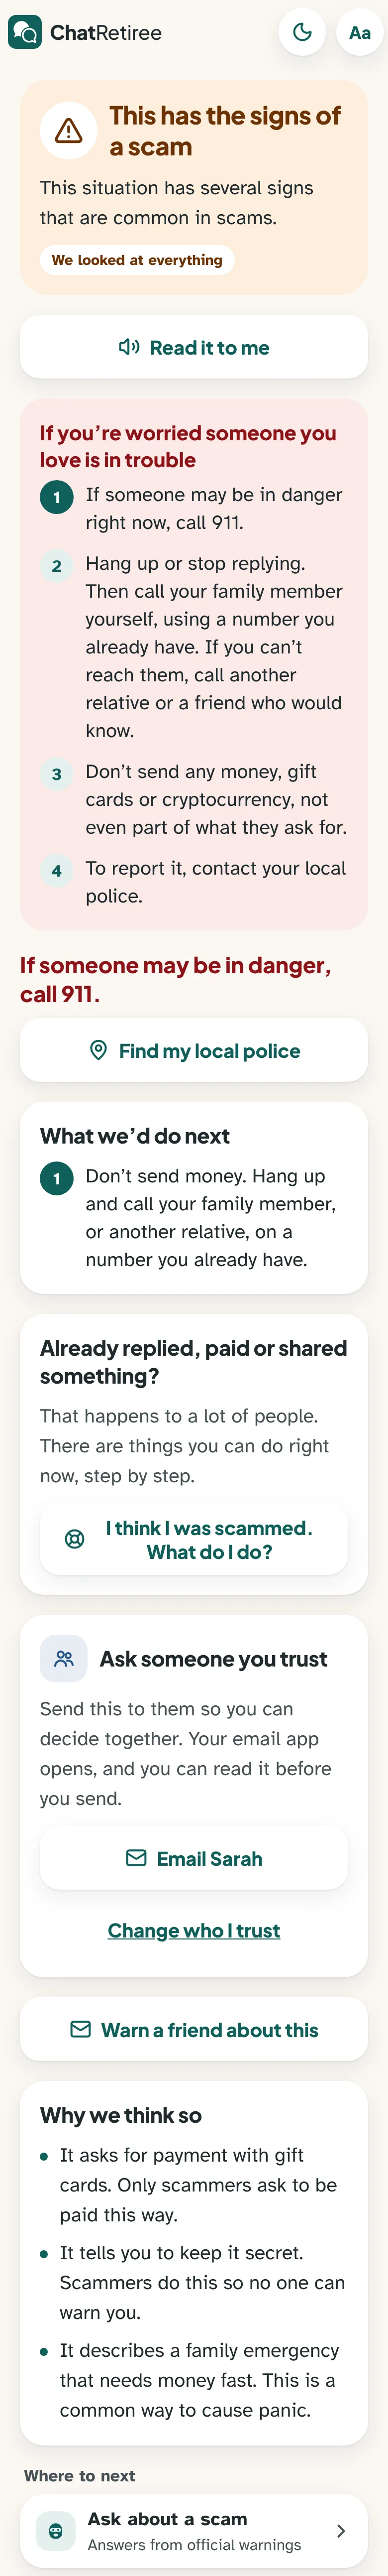 ChatRetiree
Aa
This has the signs of
a scam
This situation has several signs
that are common in scams.
We looked at everything
Read it to me
If you’re worried someone you
love is in trouble
1 If someone may be in danger
right now, call 911.
2 Hang up or stop replying.
Then call your family member
yourself, using a number you
already have. If you can’t
reach them, call another
relative or a friend who would
know.
3 Don’t send any money, gift
cards or cryptocurrency, not
even part of what they ask for.
4 To report it, contact your local
police.
If someone may be in danger,
call 911.
Find my local police
What we’d do next
1 Don’t send money. Hang up
and call your family member,
or another relative, on a
number you already have.
Already replied, paid or shared
something?
That happens to a lot of people.
There are things you can do right
now, step by step.
I think I was scammed.
What do I do?
Ask someone you trust
Send this to them so you can
decide together. Your email app
opens, and you can read it before
you send.
Email Sarah
Change who I trust
Warn a friend about this
Why we think so
It asks for payment with gift
cards. Only scammers ask to be
paid this way.
It tells you to keep it secret.
Scammers do this so no one can
warn you.
It describes a family emergency
that needs money fast. This is a
common way to cause panic.
Where to next
Ask about a scam
Answers from official warnings